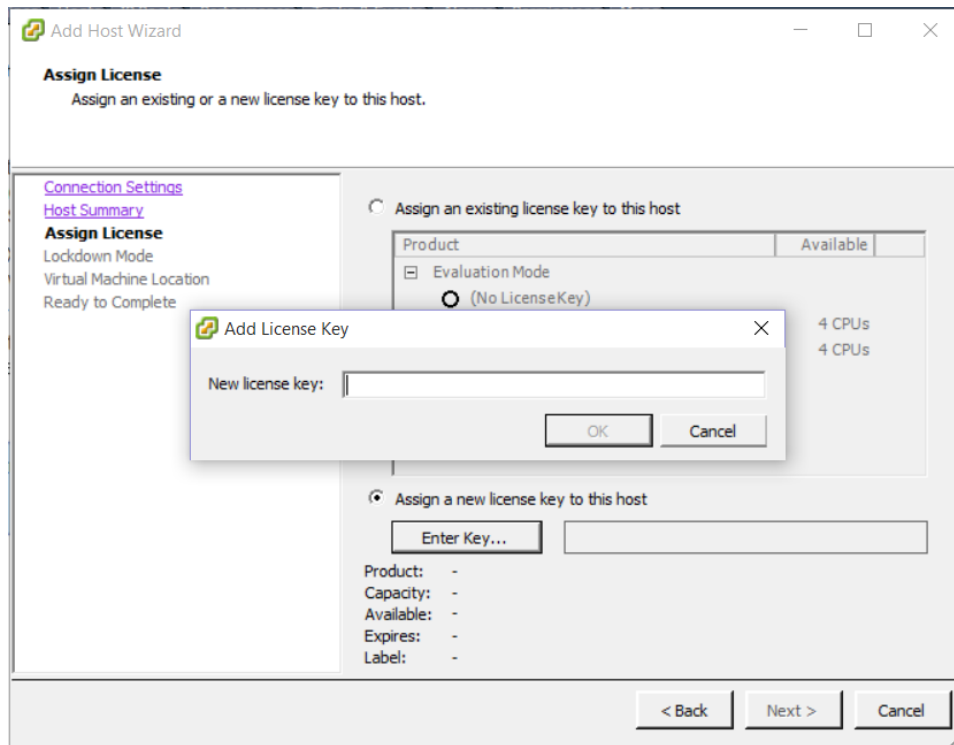 Add Host Wizard
Assign License
Assign an existing or a new license key to this host.
Connection Settings
Host Summary
Assign License
Lockdown Mode
Virtual Machine Location
Ready to Complete
Assign an existing license key to this host
Product Available
Evaluation Mode
(No License Key)
4 CPUs
4 CPUs
Add License Key
New license key:
OK Cancel
Assign a new license key to this host
Enter Key...
Product: -
Capacity: -
Available: -
Expires: -
Label: -
< Back Next > Cancel